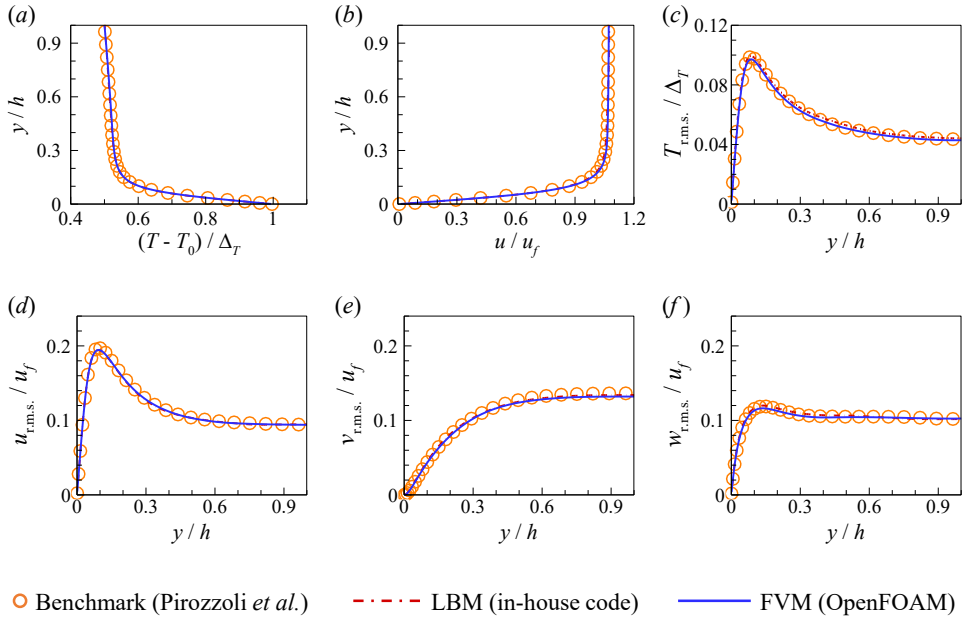 (a)
0.9
0.6
0.3
0
y / h
0.4
0.6
0.8
1
(T - T0) / ΔT
(b)
0.9
0.6
0.3
0
y / h
0
0.3
0.6
0.9
1.2
u / uf
(c)
0.12
0.08
0.04
0
Tr.m.s. / ΔT
0
0.3
0.6
0.9
y / h
(d)
0.2
0.1
0
ur.m.s. / uf
0
0.3
0.6
0.9
y / h
(e)
0.2
0.1
0
vr.m.s. / uf
0
0.3
0.6
0.9
y / h
(f)
0.2
0.1
0
wr.m.s. / uf
0
0.3
0.6
0.9
y / h
Benchmark (Pirozzoli et al.) LBM (in-house code) FVM (OpenFOAM)